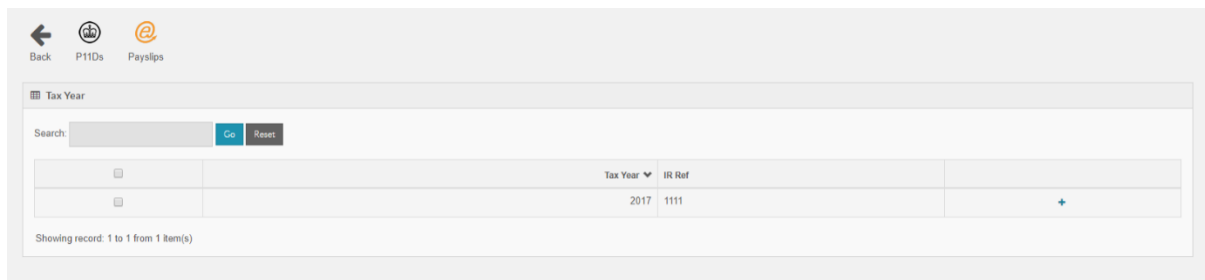 Back P11Ds Payslips
Tax Year
Search: Go Reset
Tax Year IR Ref
2017 1111
Showing record: 1 to 1 from 1 item(s)